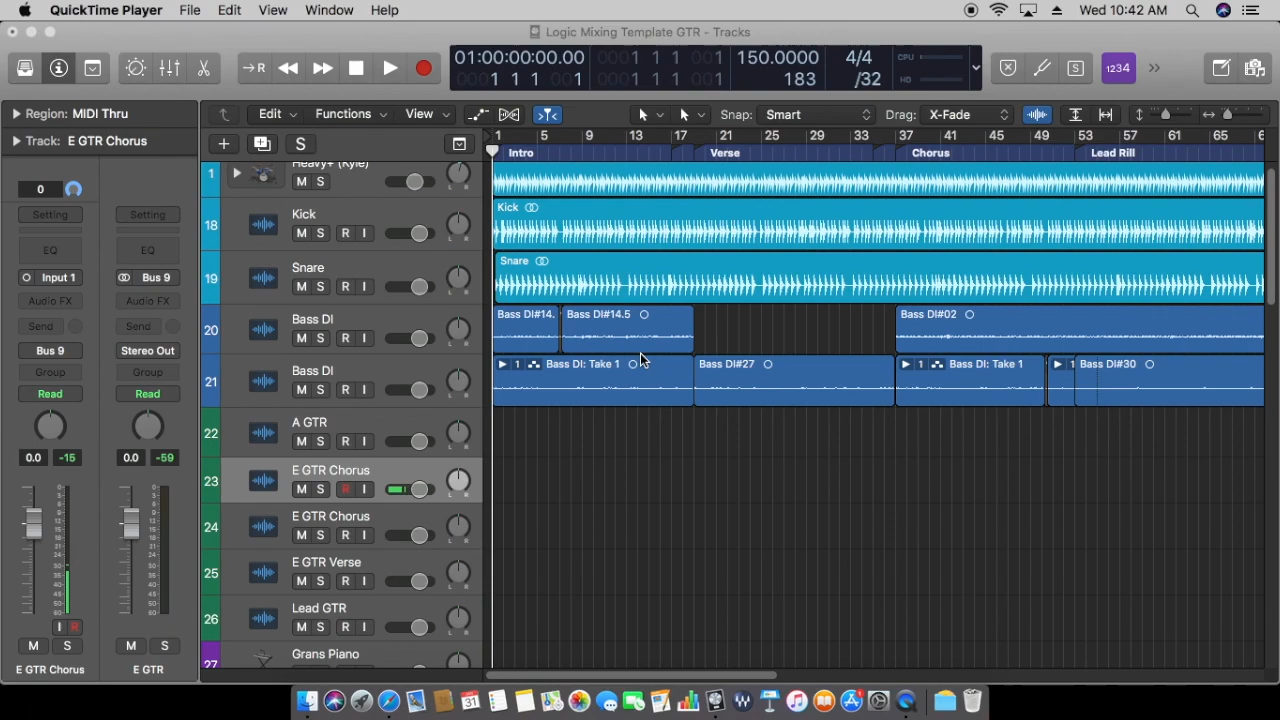 QuickTime Player File Edit View Window Help Wed 10:42 AM
Logic Mixing Template GTR - Tracks
R 01:00:00:00.00 001 1 1 001 150.0000 4/4 CPU
1 1 1 1 001 1 1 001 183 /32 HD
S 1234
Region: MIDI Thru
Edit Functions View Snap: Smart Drag: X-Fade
Track: E GTR Chorus
S
1 5 9 13 17 21 25 29 33 37 41 45 49 53 57 61 65
Intro Verse Chorus Lead Rill
0
Setting Setting
EQ EQ
Input 1 Bus 9
Audio FX Audio FX
Send Send
Bus 9 Stereo Out
Group Group
Read Read
0.0 -15 0.0 -59
I R
M S M S
E GTR Chorus E GTR
1 Heavy+ (Kyle)
M S
18 Kick
M S R I
Kick
19 Snare
M S R I
Snare
20 Bass DI
M S R I
Bass DI#14. Bass DI#14.5 Bass DI#02
21 Bass DI
M S R I
1 Bass DI: Take 1 Bass DI#27 1 Bass DI: Take 1 1 Bass DI#30
22 A GTR
M S R I
23 E GTR Chorus
M S R I
24 E GTR Chorus
M S R I
25 E GTR Verse
M S R I
26 Lead GTR
M S R I
27 Grans Piano